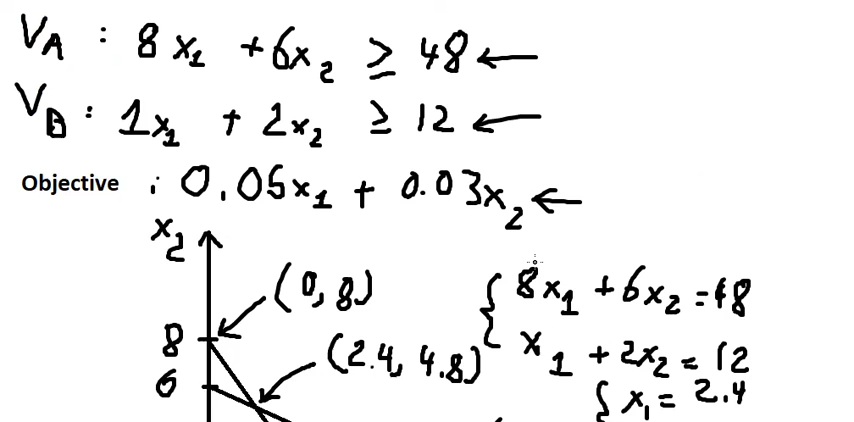 V_A : 8x_1 + 6x_2 ≥ 48 ←
V_B : 1x_1 + 2x_2 ≥ 12 ←
Objective : 0.05x_1 + 0.03x_2 ←
x_2
(0, 8)
{ 8x_1 + 6x_2 = 48
8
(2.4, 4.8)
x_1 + 2x_2 = 12
6
{ x_1 = 2.4